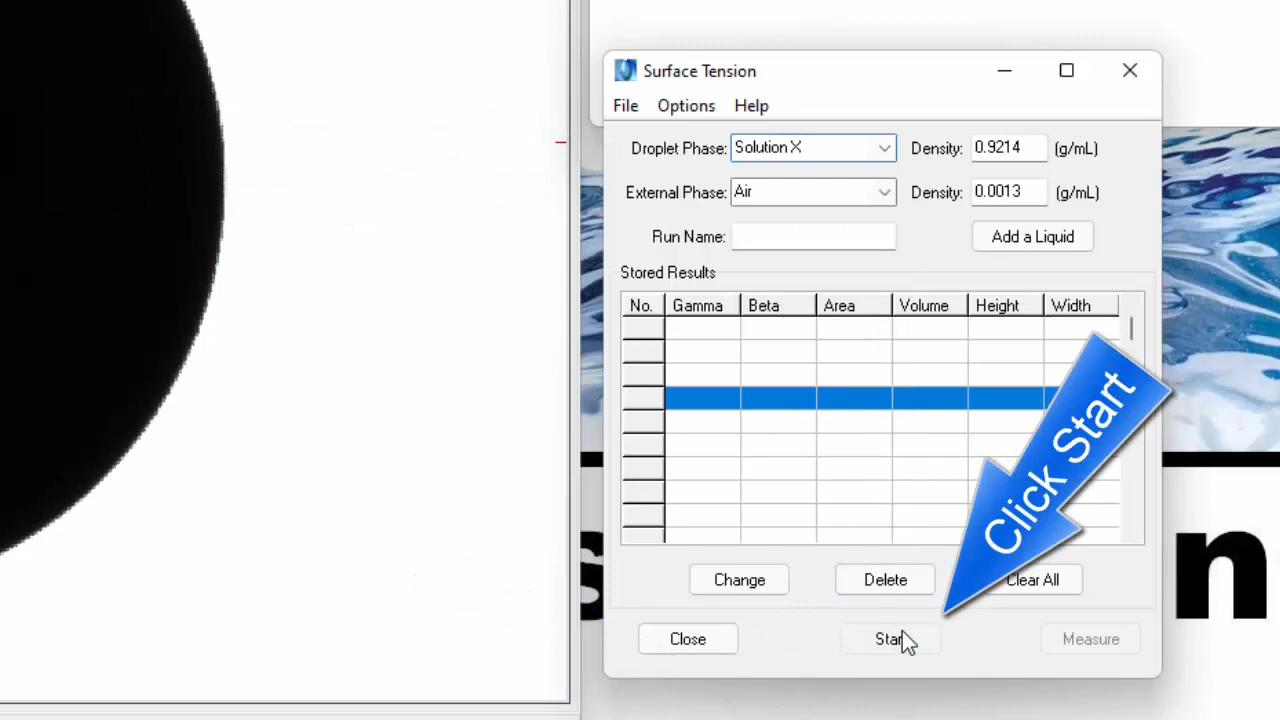 Surface Tension
File Options Help
Droplet Phase: Solution X Density: 0.9214 (g/mL)
External Phase: Air Density: 0.0013 (g/mL)
Run Name: Add a Liquid
Stored Results
No. Gamma Beta Area Volume Height Width
Click Start
Change Delete Clear All
Close Start Measure
s n